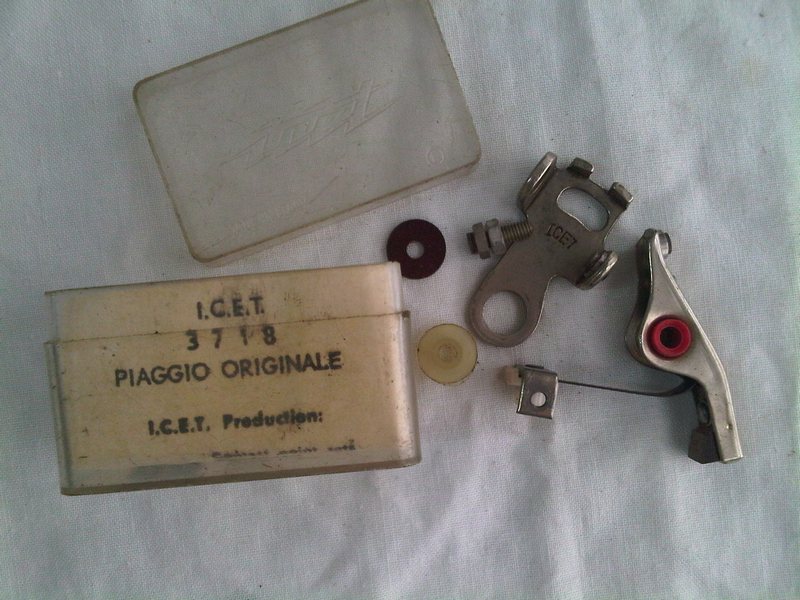 I.C.E.T.
3718
PIAGGIO ORIGINALE
I.C.E.T. Production:
ICET